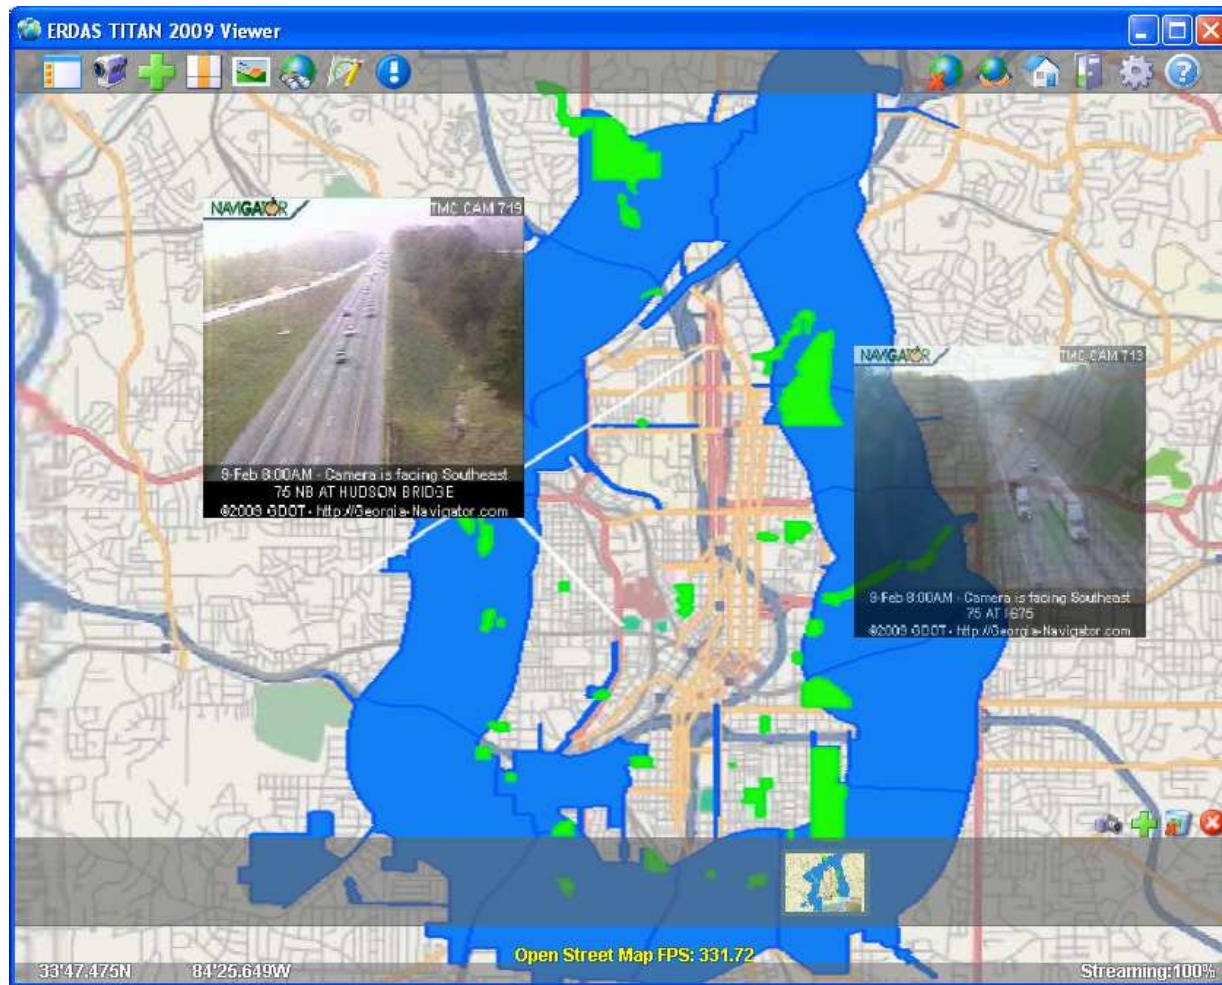 ERDAS TITAN 2009 Viewer
NAVIGATOR
TMC CAM 719
9-Feb 8:00AM - Camera is facing Southeast
75 NB AT HUDSON BRIDGE
©2009 GDOT - http://Georgia-Navigator.com
NAVIGATOR
TMC CAM 713
9-Feb 8:00AM - Camera is facing Southeast
75 AT I-675
©2009 GDOT - http://Georgia-Navigator.com
Open Street Map FPS: 331.72
33'47.475N
84'25.649W
Streaming:100%